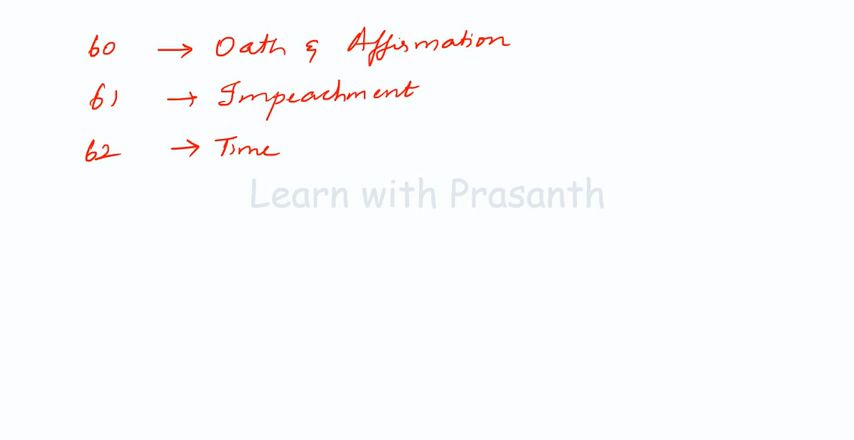 60 → Oath & Affirmation
61 → Impeachment
62 → Time
Learn with Prasanth